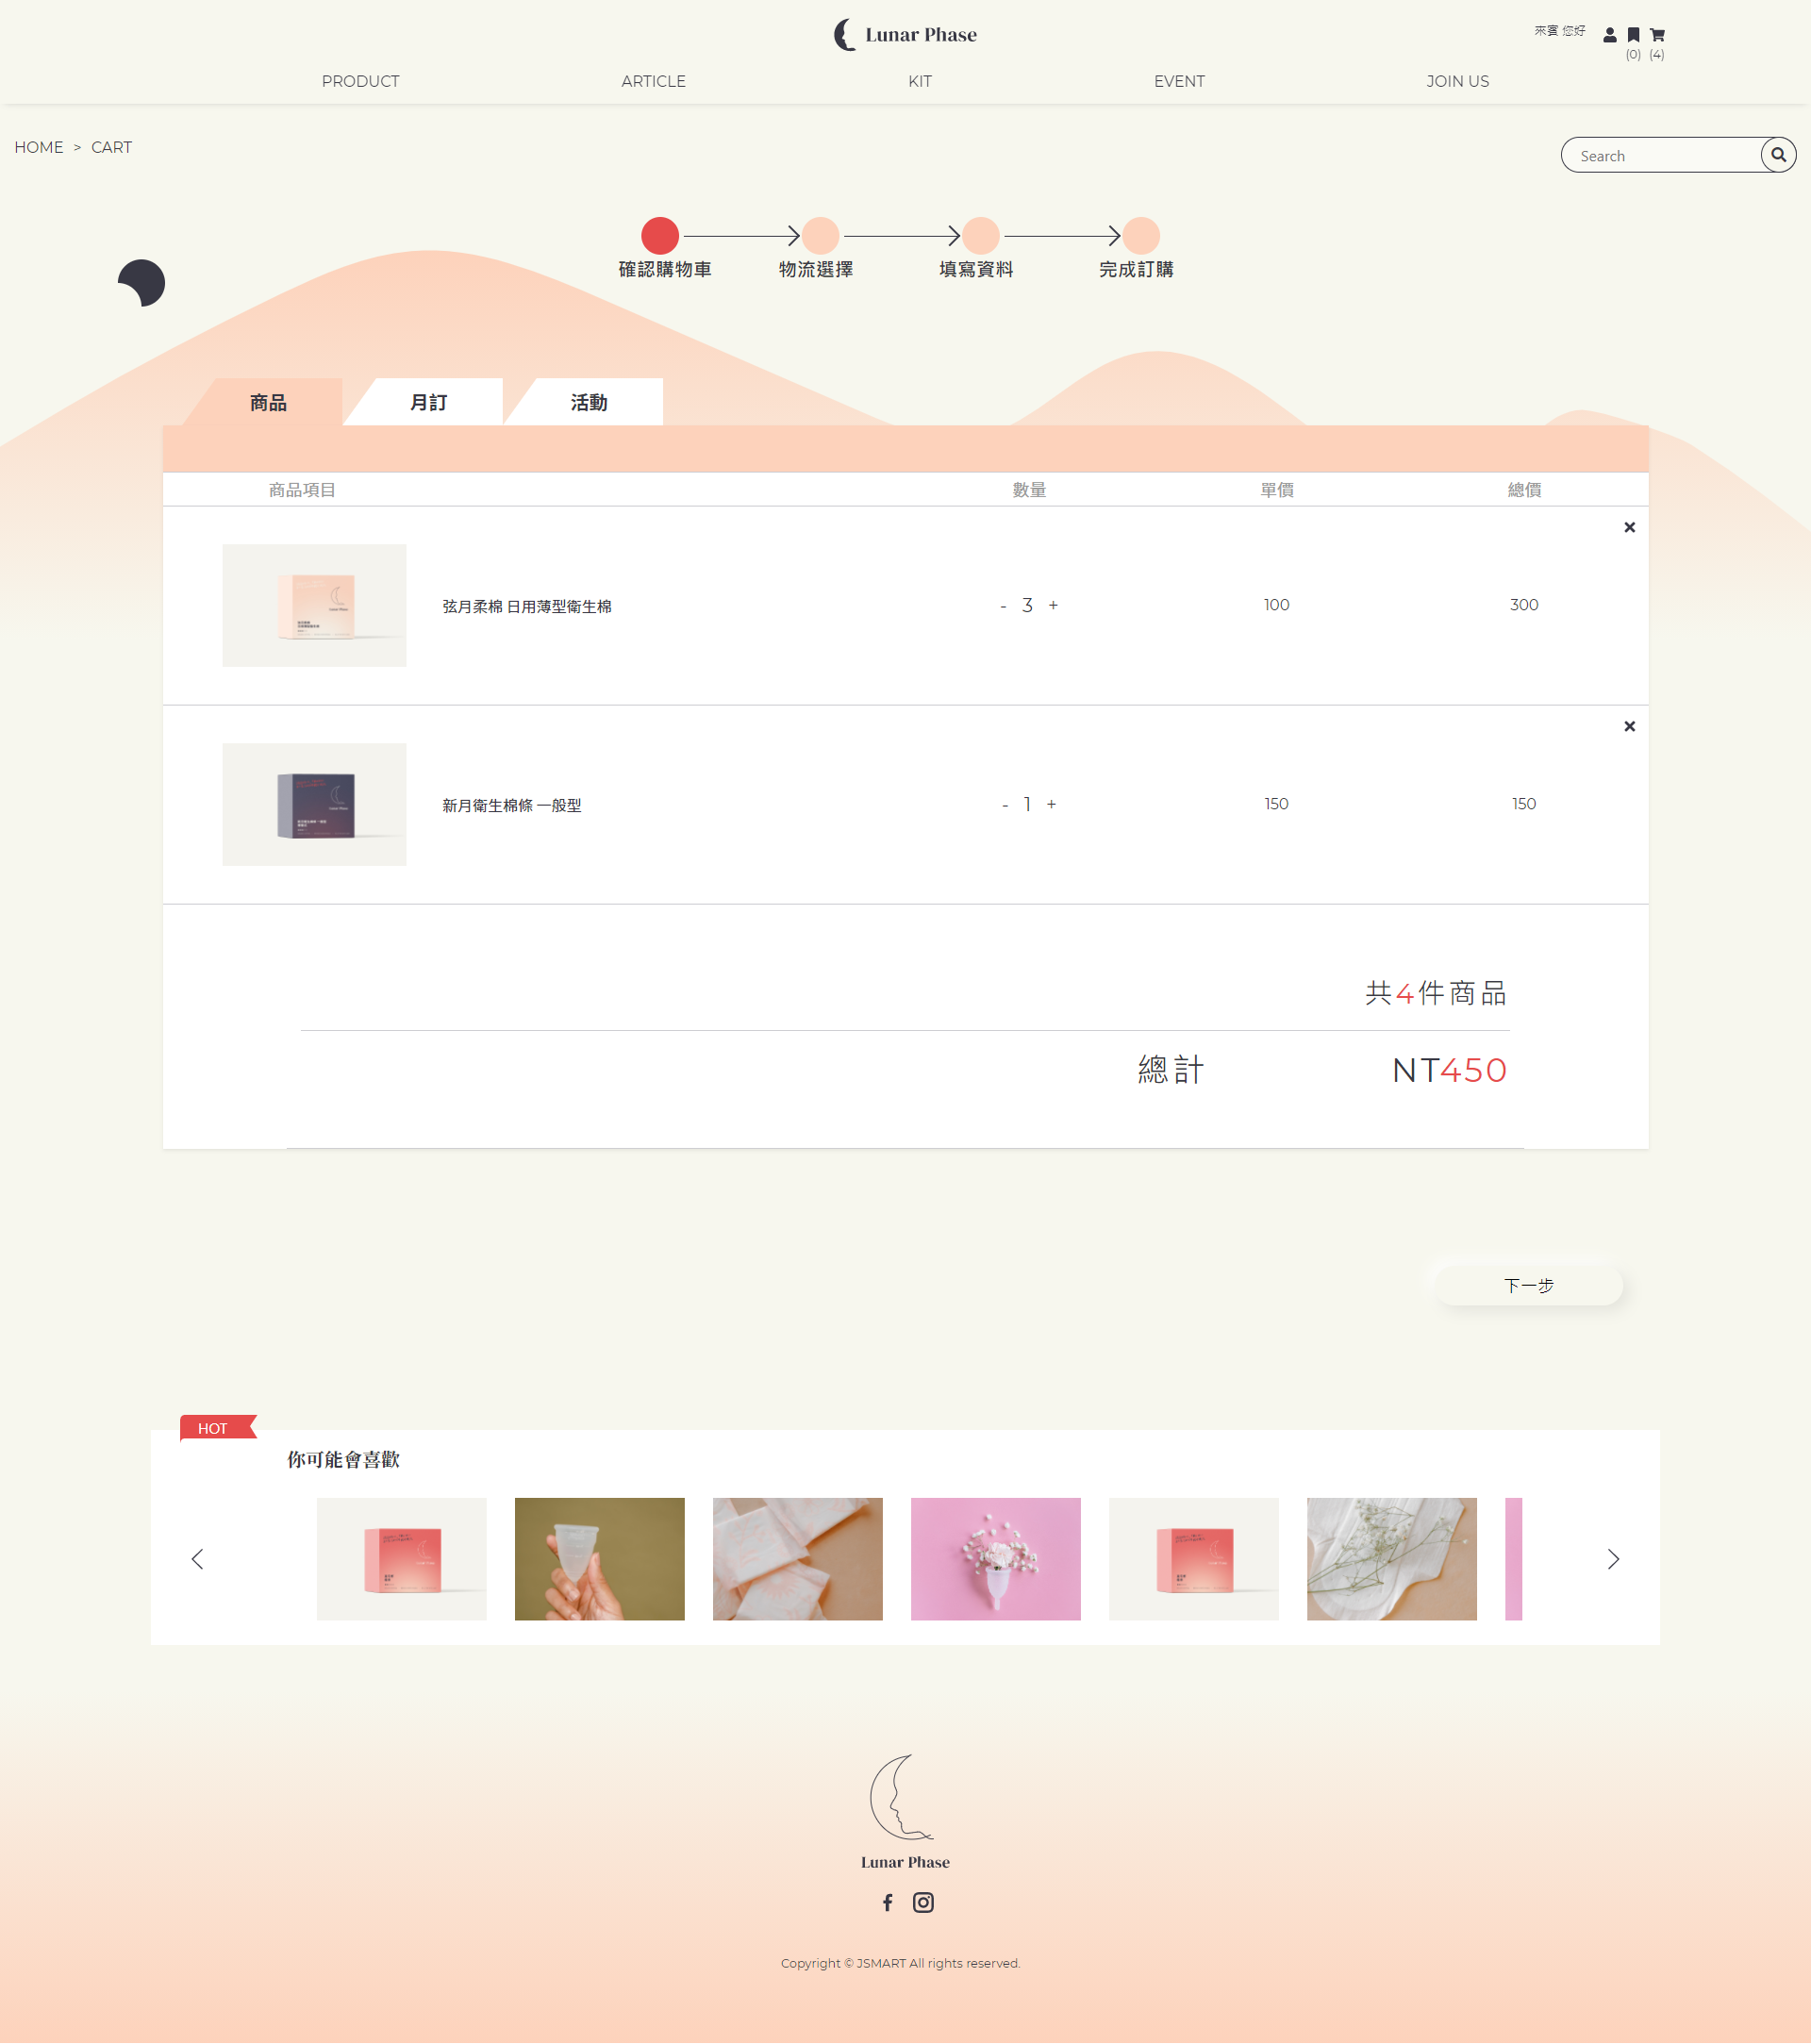 Lunar Phase
來賓 您好
(0) (4)
PRODUCT ARTICLE KIT EVENT JOIN US
HOME > CART
Search
確認購物車 物流選擇 填寫資料 完成訂購
商品 月訂 活動
商品項目 數量 單價 總價
弦月柔棉 日用薄型衛生棉 - 3 + 100 300
新月衛生棉條 一般型 - 1 + 150 150
共4件商品
總計 NT450
下一步
HOT
你可能會喜歡
Lunar Phase
Copyright © JSMART All rights reserved.